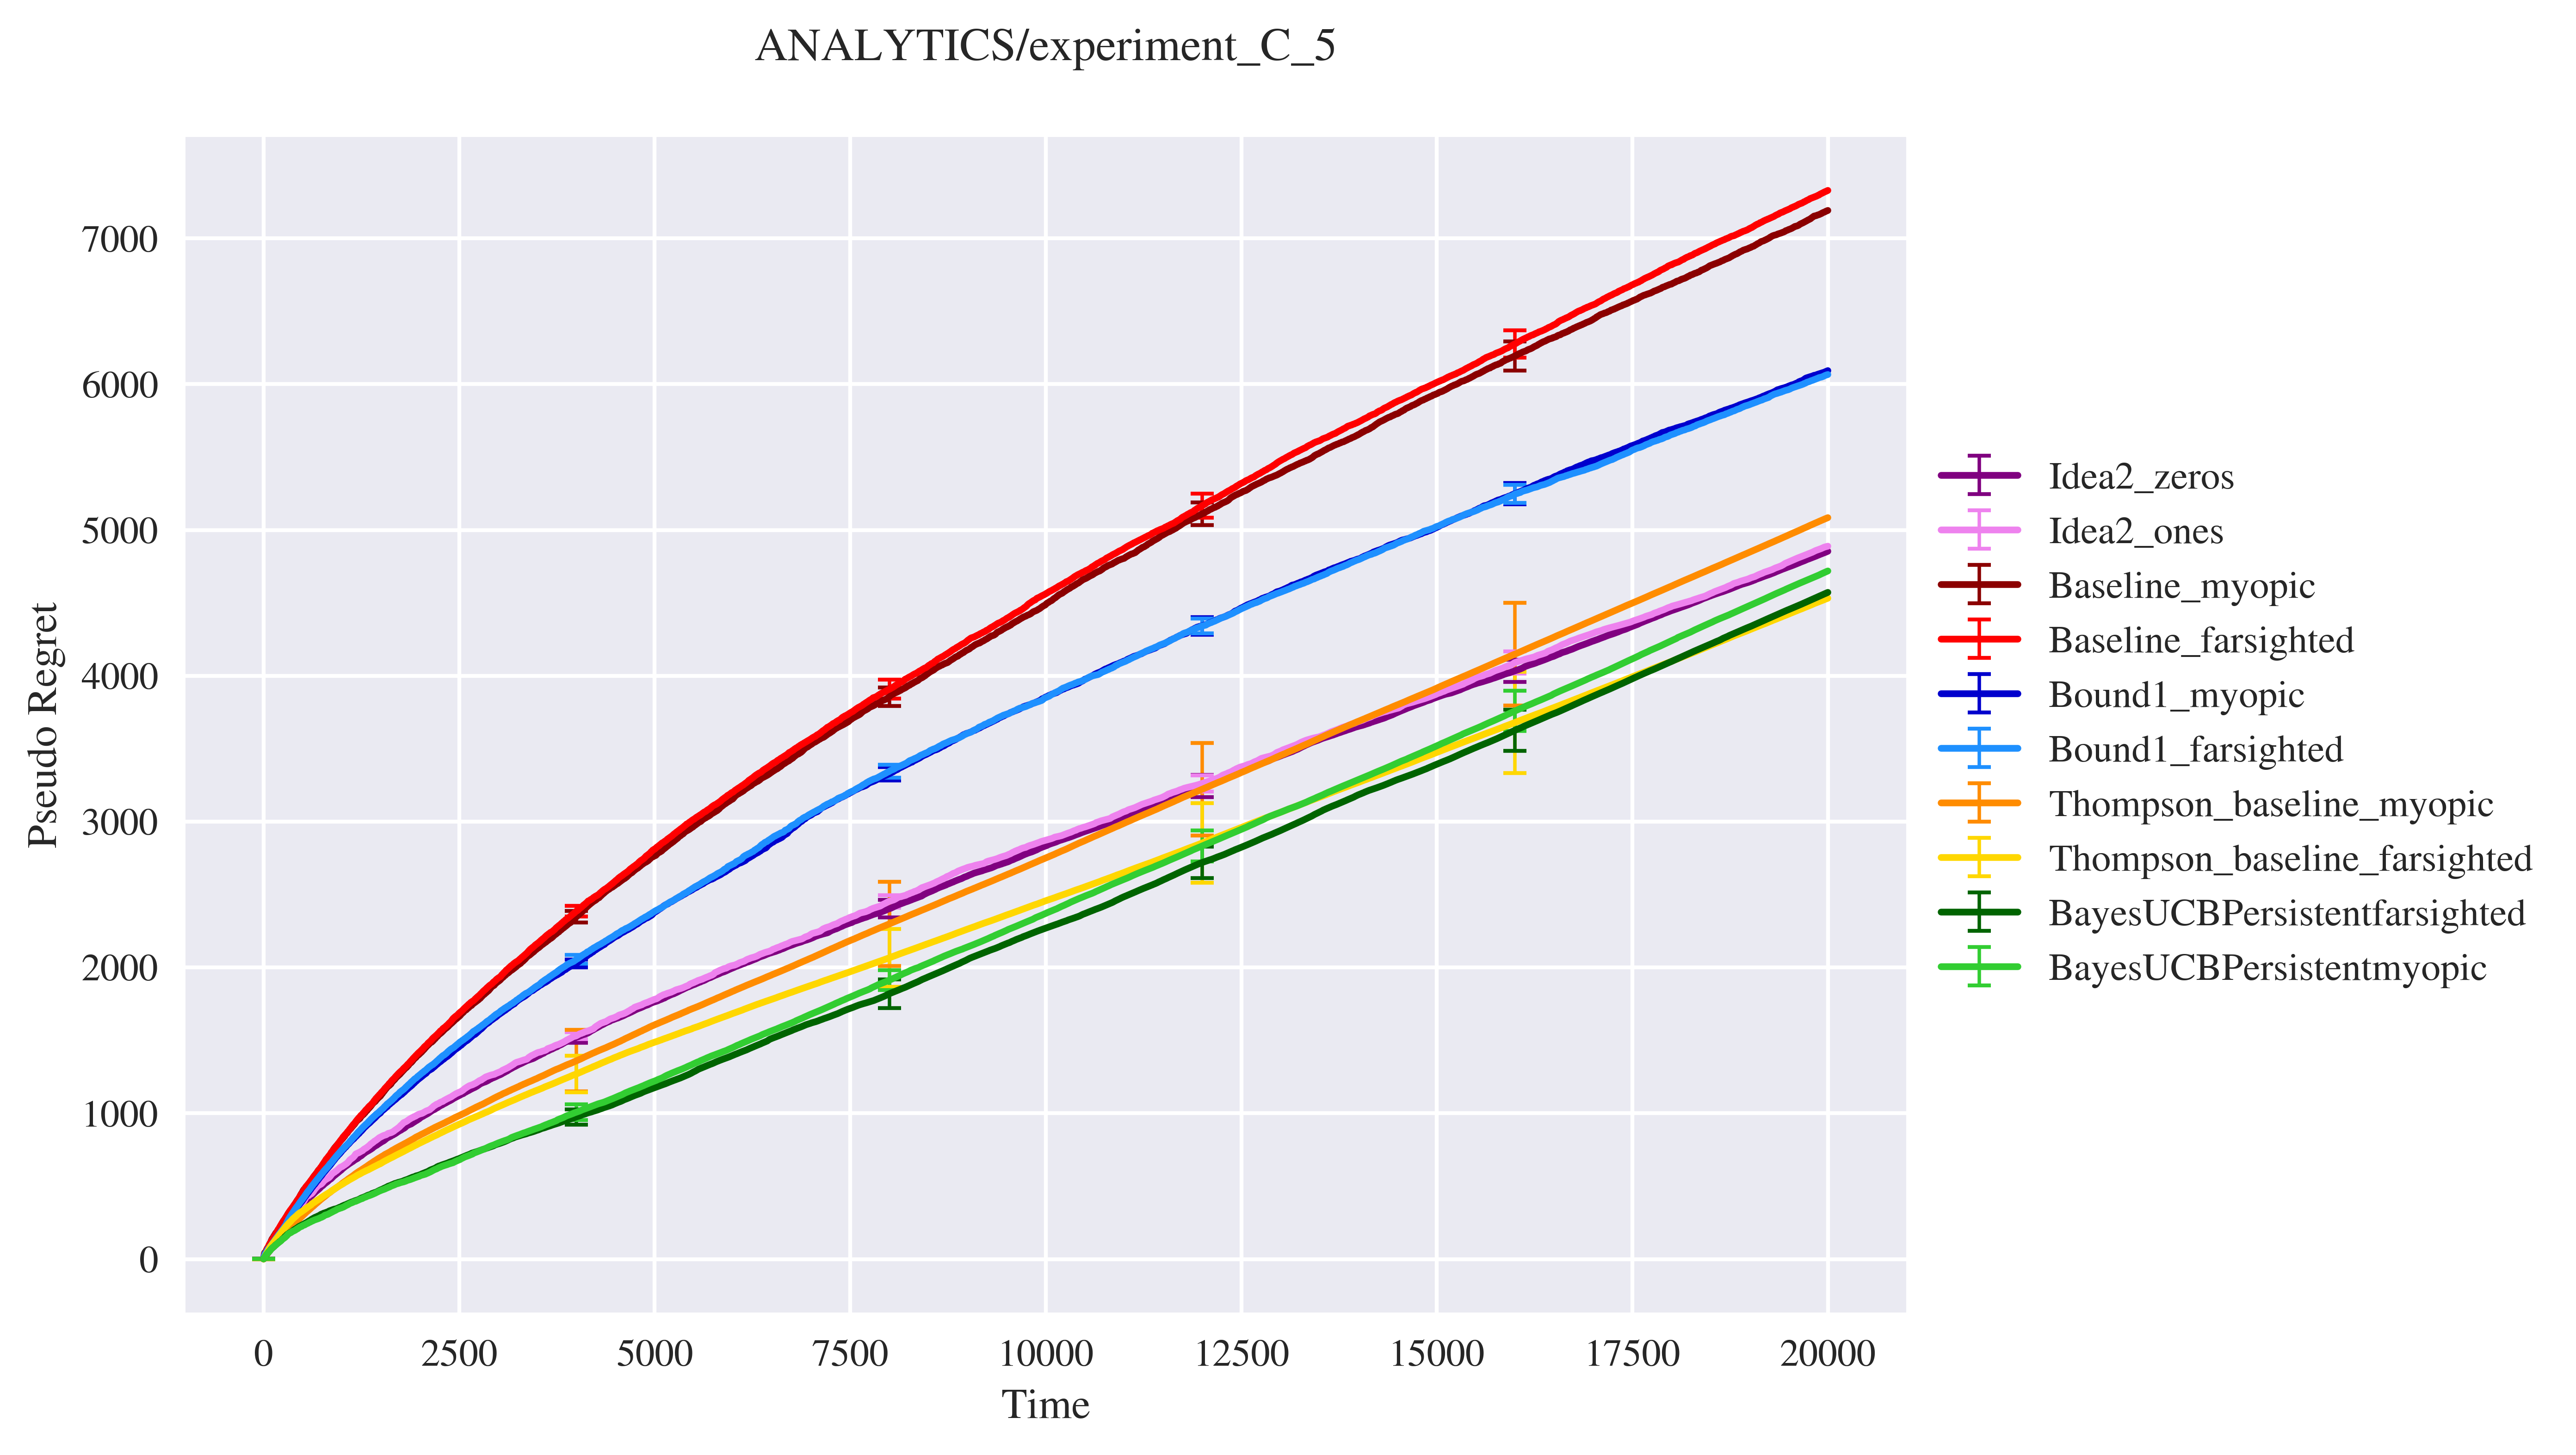 ANALYTICS/experiment_C_5
Pseudo Regret
7000
6000
5000
4000
3000
2000
1000
0
0 2500 5000 7500 10000 12500 15000 17500 20000
Time
Idea2_zeros
Idea2_ones
Baseline_myopic
Baseline_farsighted
Bound1_myopic
Bound1_farsighted
Thompson_baseline_myopic
Thompson_baseline_farsighted
BayesUCBPersistentfarsighted
BayesUCBPersistentmyopic